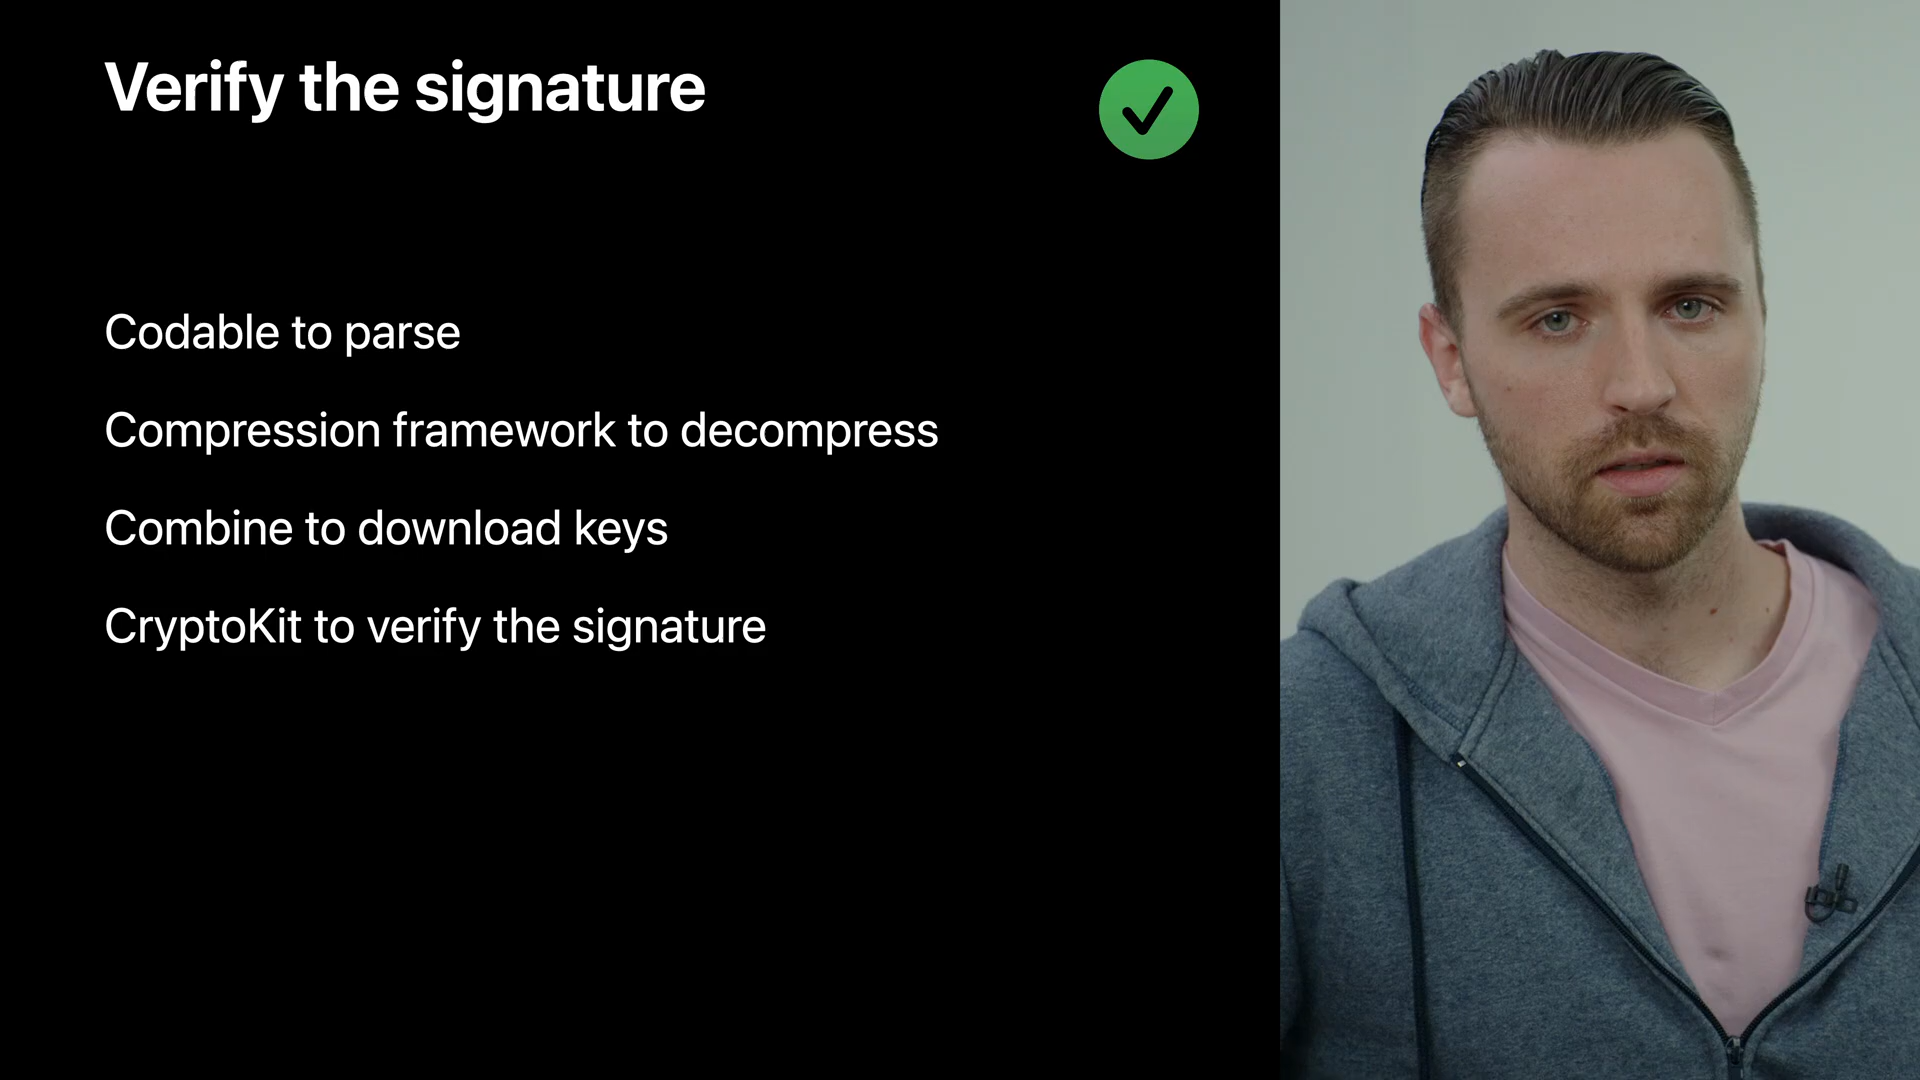 Verify the signature
Codable to parse
Compression framework to decompress
Combine to download keys
CryptoKit to verify the signature